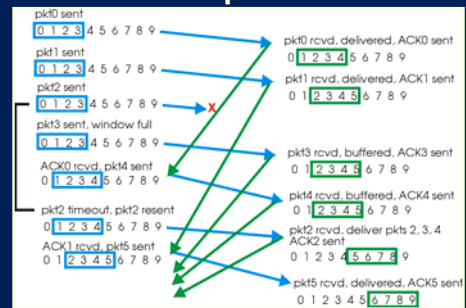 pkt0 sent
0 1 2 3 4 5 6 7 8 9
pkt1 sent
0 1 2 3 4 5 6 7 8 9
pkt2 sent
0 1 2 3 4 5 6 7 8 9
X
pkt3 sent, window full
0 1 2 3 4 5 6 7 8 9
ACK0 rcvd, pkt4 sent
0 1 2 3 4 5 6 7 8 9
pkt2 timeout, pkt2 resent
0 1 2 3 4 5 6 7 8 9
ACK1 rcvd, pkt5 sent
0 1 2 3 4 5 6 7 8 9
pkt0 rcvd, delivered, ACK0 sent
0 1 2 3 4 5 6 7 8 9
pkt1 rcvd, delivered, ACK1 sent
0 1 2 3 4 5 6 7 8 9
pkt3 rcvd, buffered, ACK3 sent
0 1 2 3 4 5 6 7 8 9
pkt4 rcvd, buffered, ACK4 sent
0 1 2 3 4 5 6 7 8 9
pkt2 rcvd, deliver pkts 2, 3, 4
ACK2 sent
0 1 2 3 4 5 6 7 8 9
pkt5 rcvd, delivered, ACK5 sent
0 1 2 3 4 5 6 7 8 9